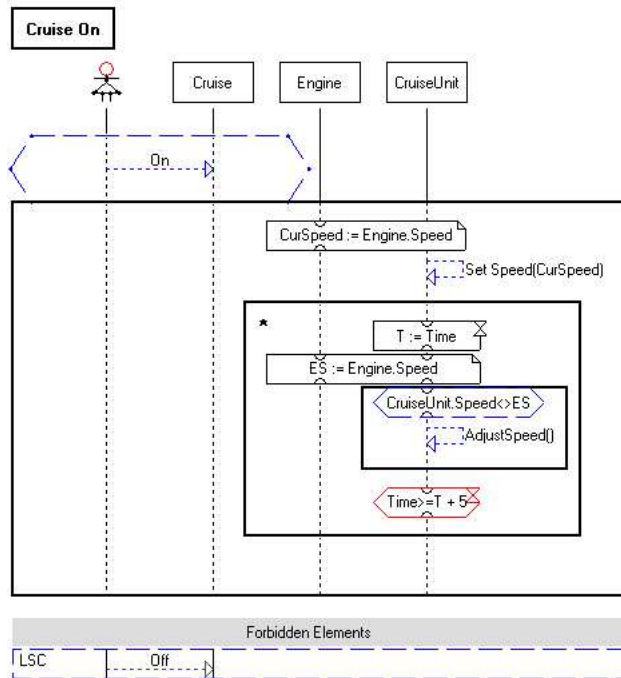 Cruise On
Cruise
Engine
CruiseUnit
On
CurSpeed := Engine.Speed
Set Speed(CurSpeed)
*
T := Time
ES := Engine.Speed
CruiseUnit.Speed<>ES
AdjustSpeed()
Time>=T + 5
Forbidden Elements
LSC
Off